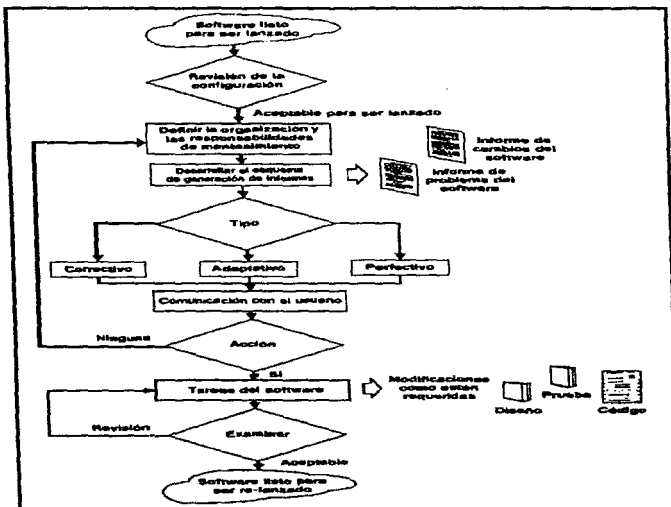 Software listo
para ser lanzado
Revisión de la
configuración
Aceptable para ser lanzado
Definir la organización y
las responsabilidades
de mantenimiento
Desarrollar el esquema
de generación de informes
Informe de
cambios del
software
Informe de
problema del
software
Tipo
Correctivo
Adaptativo
Perfectivo
Comunicación con el usuario
Ninguna
Acción
Si
Tareas del software
Modificaciones
como estén
requeridas
Diseño
Prueba
Código
Revisión
Examinar
Aceptable
Software listo para
ser re-lanzado